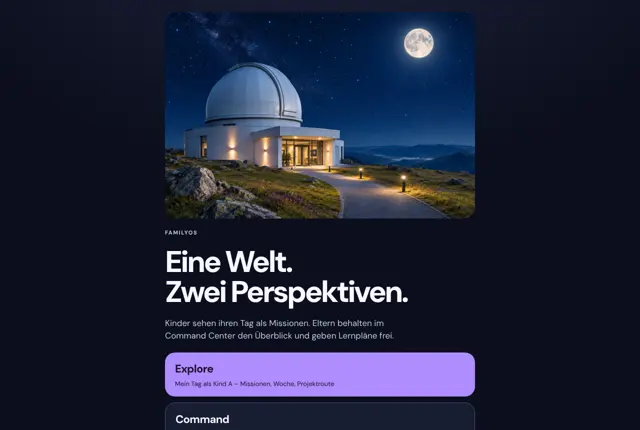 FAMILYOS
Eine Welt.
Zwei Perspektiven.
Kinder sehen ihren Tag als Missionen. Eltern behalten im
Command Center den Überblick und geben Lernpläne frei.
Explore
Mein Tag als Kind A – Missionen, Woche, Projektroute
Command